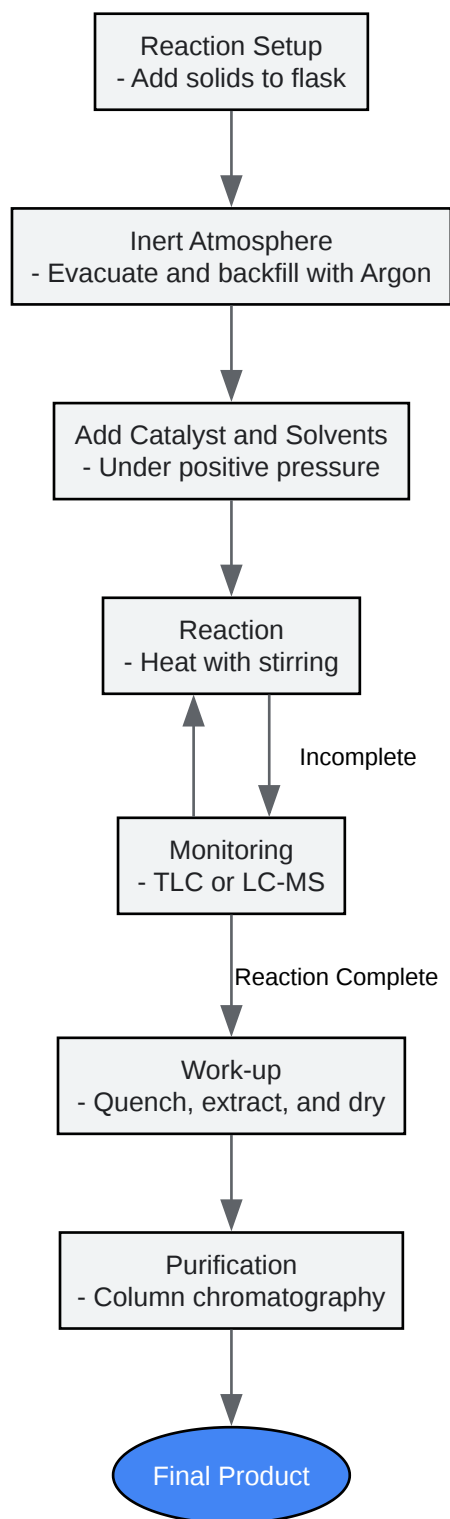 Reaction Setup
- Add solids to flask
Inert Atmosphere
- Evacuate and backfill with Argon
Add Catalyst and Solvents
- Under positive pressure
Reaction
- Heat with stirring
Incomplete
Monitoring
- TLC or LC-MS
Reaction Complete
Work-up
- Quench, extract, and dry
Purification
- Column chromatography
Final Product